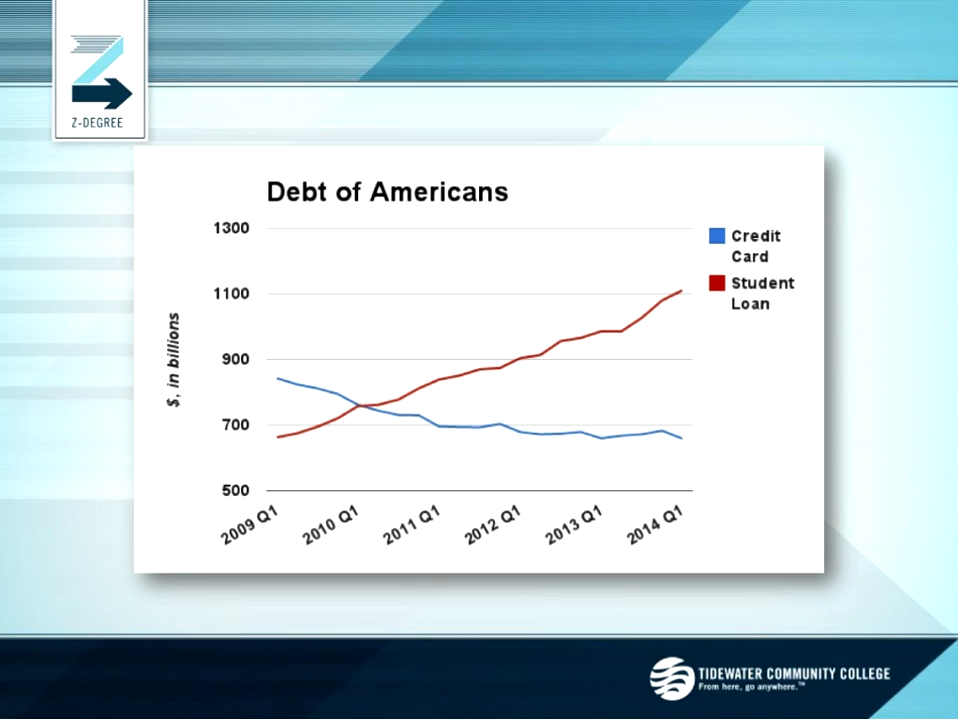 Z-DEGREE
Debt of Americans
1300
1100
900
700
500
$, in billions
2009 Q1
2010 Q1
2011 Q1
2012 Q1
2013 Q1
2014 Q1
Credit
Card
Student
Loan
TIDEWATER COMMUNITY COLLEGE
From here, go anywhere.™